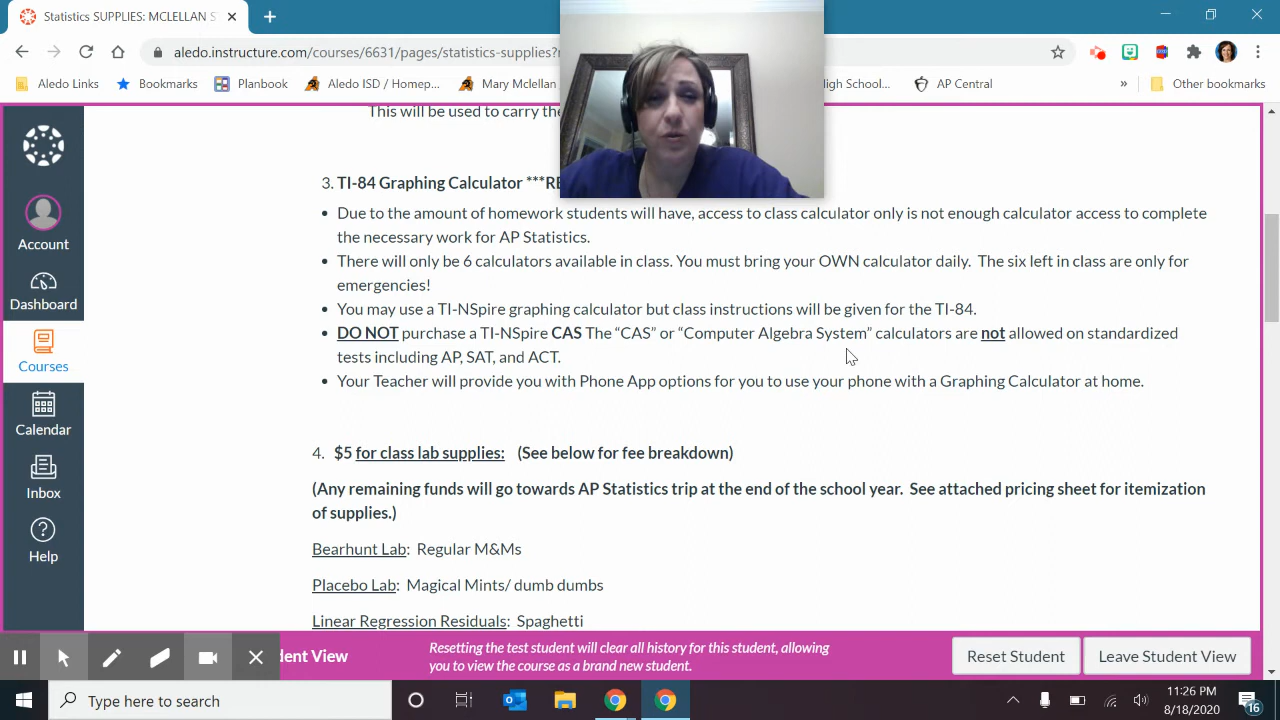 Statistics SUPPLIES: MCLELLAN S
aledo.instructure.com/courses/6631/pages/statistics-supplies?
Aledo Links Bookmarks Planbook Aledo ISD / Homep... Mary Mclellan High School... AP Central » Other bookmarks
This will be used to carry the
3. TI-84 Graphing Calculator ***RE
Due to the amount of homework students will have, access to class calculator only is not enough calculator access to complete
the necessary work for AP Statistics.
There will only be 6 calculators available in class. You must bring your OWN calculator daily. The six left in class are only for
emergencies!
You may use a TI-NSpire graphing calculator but class instructions will be given for the TI-84.
DO NOT purchase a TI-NSpire CAS The “CAS” or “Computer Algebra System” calculators are not allowed on standardized
tests including AP, SAT, and ACT.
Your Teacher will provide you with Phone App options for you to use your phone with a Graphing Calculator at home.
4. $5 for class lab supplies: (See below for fee breakdown)
(Any remaining funds will go towards AP Statistics trip at the end of the school year. See attached pricing sheet for itemization
of supplies.)
Bearhunt Lab: Regular M&Ms
Placebo Lab: Magical Mints/ dumb dumbs
Linear Regression Residuals: Spaghetti
Account
Dashboard
Courses
Calendar
Inbox
Help
dent View
Resetting the test student will clear all history for this student, allowing
you to view the course as a brand new student.
Reset Student
Leave Student View
Type here to search
11:26 PM
8/18/2020
16